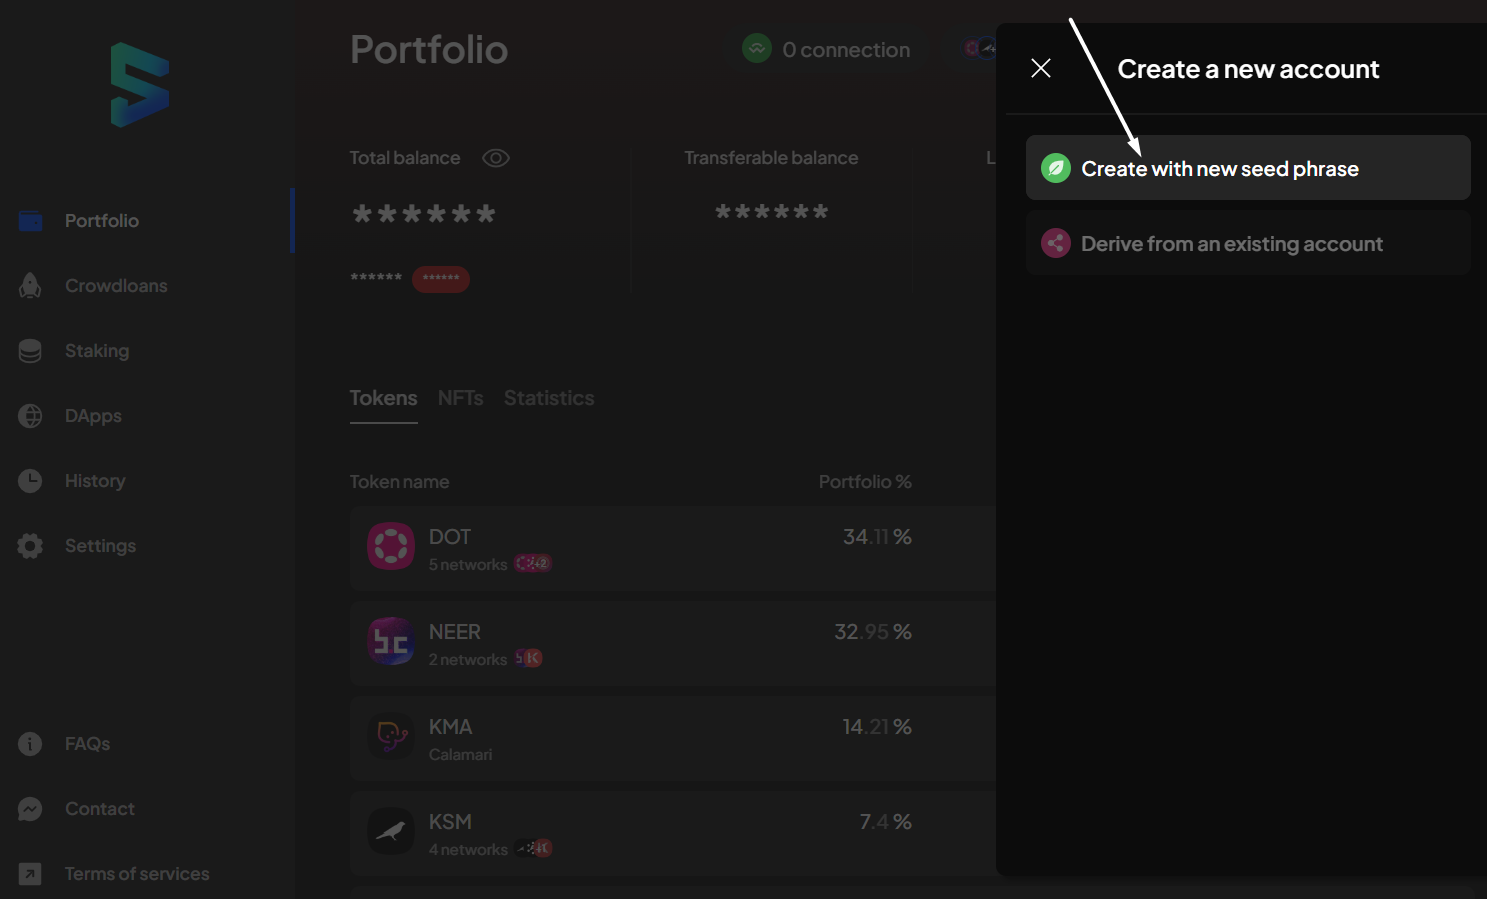 Portfolio
0 connection
Create a new account
Total balance
Transferable balance
L
Create with new seed phrase
******
******
Derive from an existing account
******
******
Portfolio
Crowdloans
Staking
DApps
History
Settings
Tokens
NFTs
Statistics
Token name
Portfolio %
DOT
34.11 %
5 networks
+2
NEER
32.95 %
2 networks
KMA
14.21 %
Calamari
KSM
7.4 %
4 networks
FAQs
Contact
Terms of services